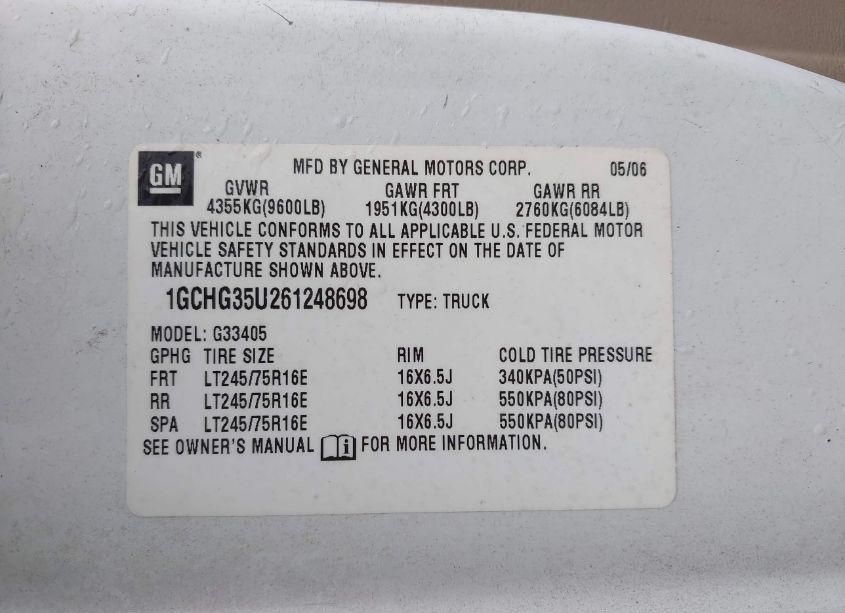 GM ® MFD BY GENERAL MOTORS CORP. 05/06
GVWR GAWR FRT GAWR RR
4355KG(9600LB) 1951KG(4300LB) 2760KG(6084LB)
THIS VEHICLE CONFORMS TO ALL APPLICABLE U.S. FEDERAL MOTOR
VEHICLE SAFETY STANDARDS IN EFFECT ON THE DATE OF
MANUFACTURE SHOWN ABOVE.
1GCHG35U261248698 TYPE: TRUCK
MODEL: G33405
GPHG TIRE SIZE RIM COLD TIRE PRESSURE
FRT LT245/75R16E 16X6.5J 340KPA(50PSI)
RR LT245/75R16E 16X6.5J 550KPA(80PSI)
SPA LT245/75R16E 16X6.5J 550KPA(80PSI)
SEE OWNER'S MANUAL i FOR MORE INFORMATION.